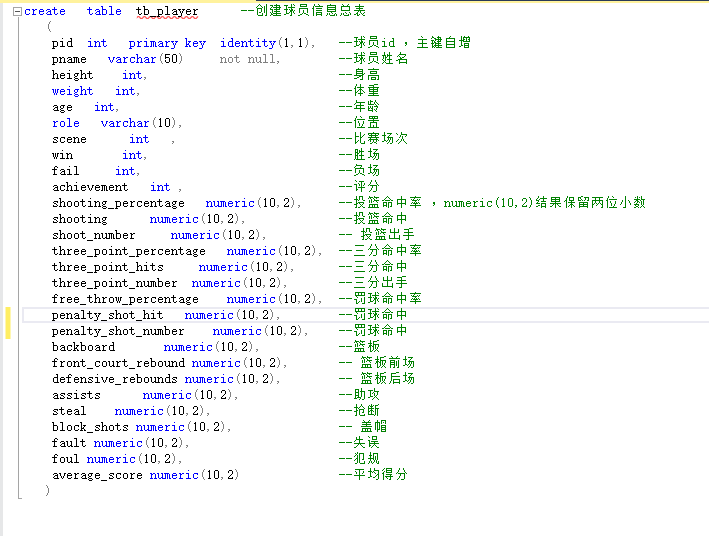 create table tb_player --创建球员信息总表
(
pid int primary key identity(1,1), --球员id ，主键自增
pname varchar(50) not null, --球员姓名
height int, --身高
weight int, --体重
age int, --年龄
role varchar(10), --位置
scene int , --比赛场次
win int, --胜场
fail int, --负场
achievement int , --评分
shooting_percentage numeric(10,2), --投篮命中率 ，numeric(10,2)结果保留两位小数
shooting numeric(10,2), --投篮命中
shoot_number numeric(10,2), -- 投篮出手
three_point_percentage numeric(10,2), --三分命中率
three_point_hits numeric(10,2), --三分命中
three_point_number numeric(10,2), --三分出手
free_throw_percentage numeric(10,2), --罚球命中率
penalty_shot_hit numeric(10,2), --罚球命中
penalty_shot_number numeric(10,2), --罚球命中
backboard numeric(10,2), --篮板
front_court_rebound numeric(10,2), -- 篮板前场
defensive_rebounds numeric(10,2), -- 篮板后场
assists numeric(10,2), --助攻
steal numeric(10,2), --抢断
block_shots numeric(10,2), -- 盖帽
fault numeric(10,2), --失误
foul numeric(10,2), --犯规
average_score numeric(10,2) --平均得分
)